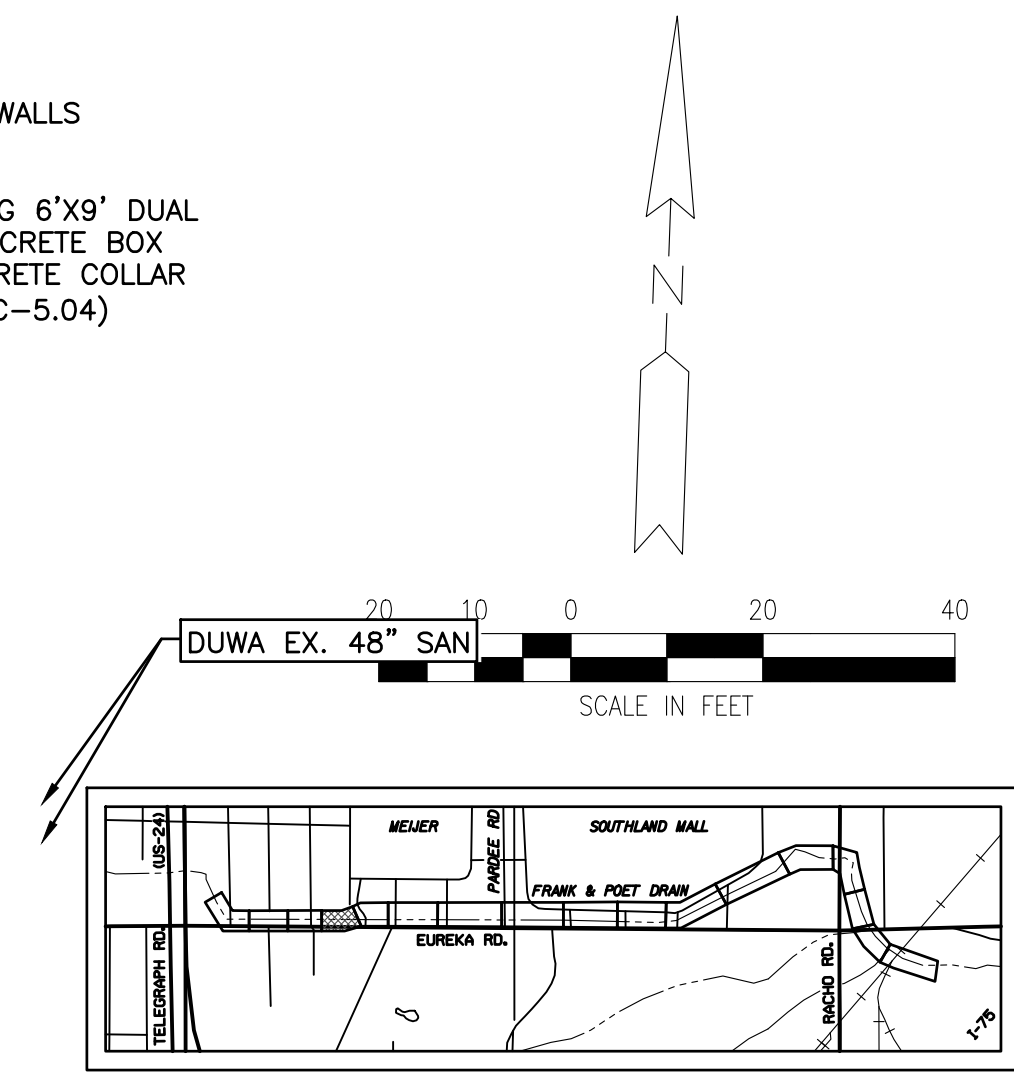 WALLS
G 6'X9' DUAL
CRETE BOX
RETE COLLAR
C-5.04)
N
20 10 0 20 40
DUWA EX. 48" SAN
SCALE IN FEET
(US-24)
MEIJER
PARDEE RD
SOUTHLAND MALL
FRANK & POET DRAIN
EUREKA RD.
TELEGRAPH RD.
RACHO RD.
I-75